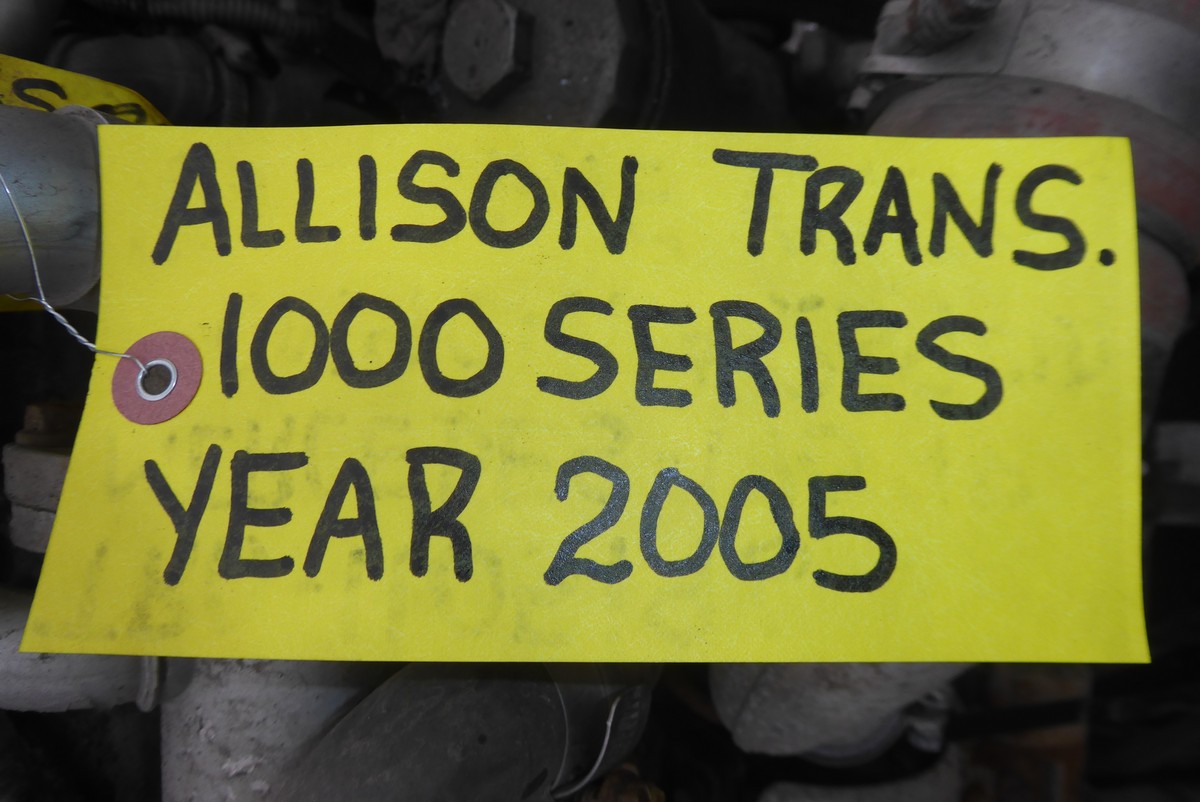 ALLISON TRANS.
1000 SERIES
YEAR 2005